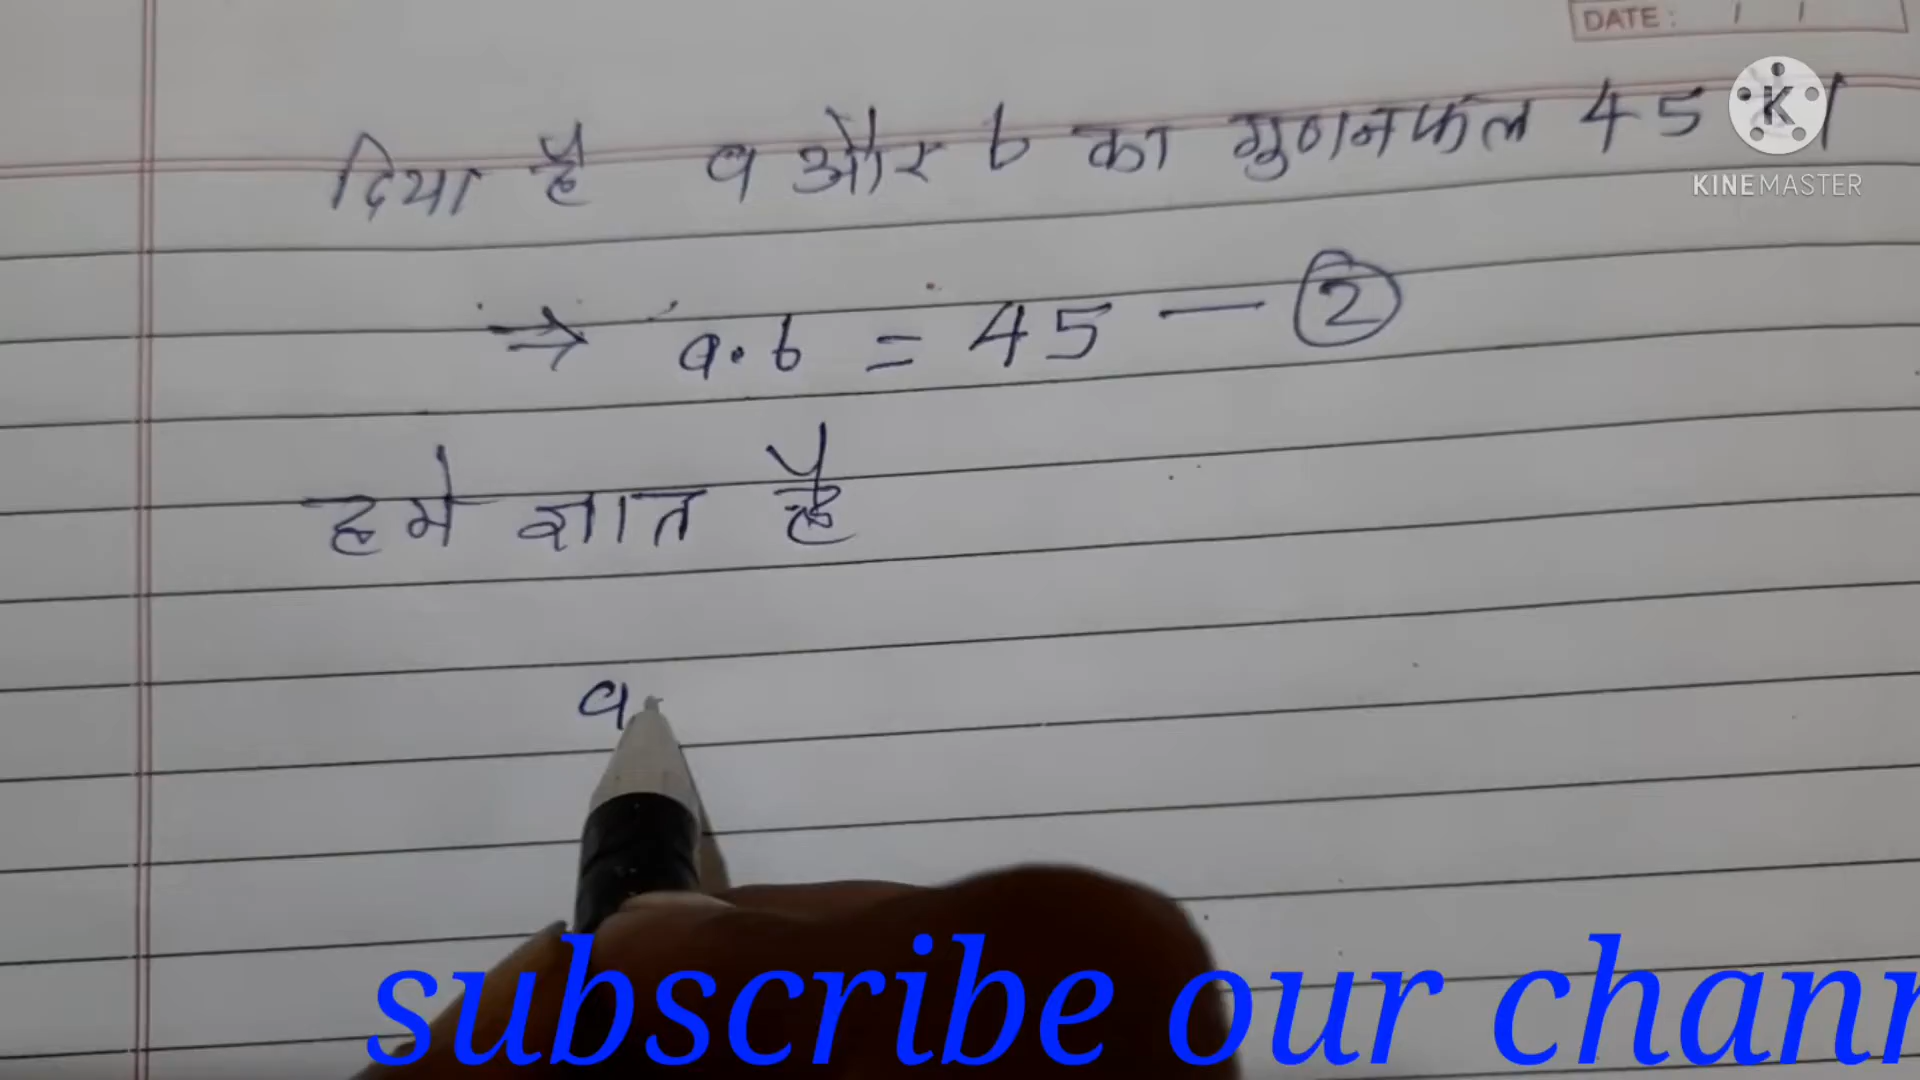 DATE:
दिया है a और b का गुणनफल 45
KINEMASTER
→ a.b = 45 — ②
हमे ज्ञात है
a
subscribe our chann